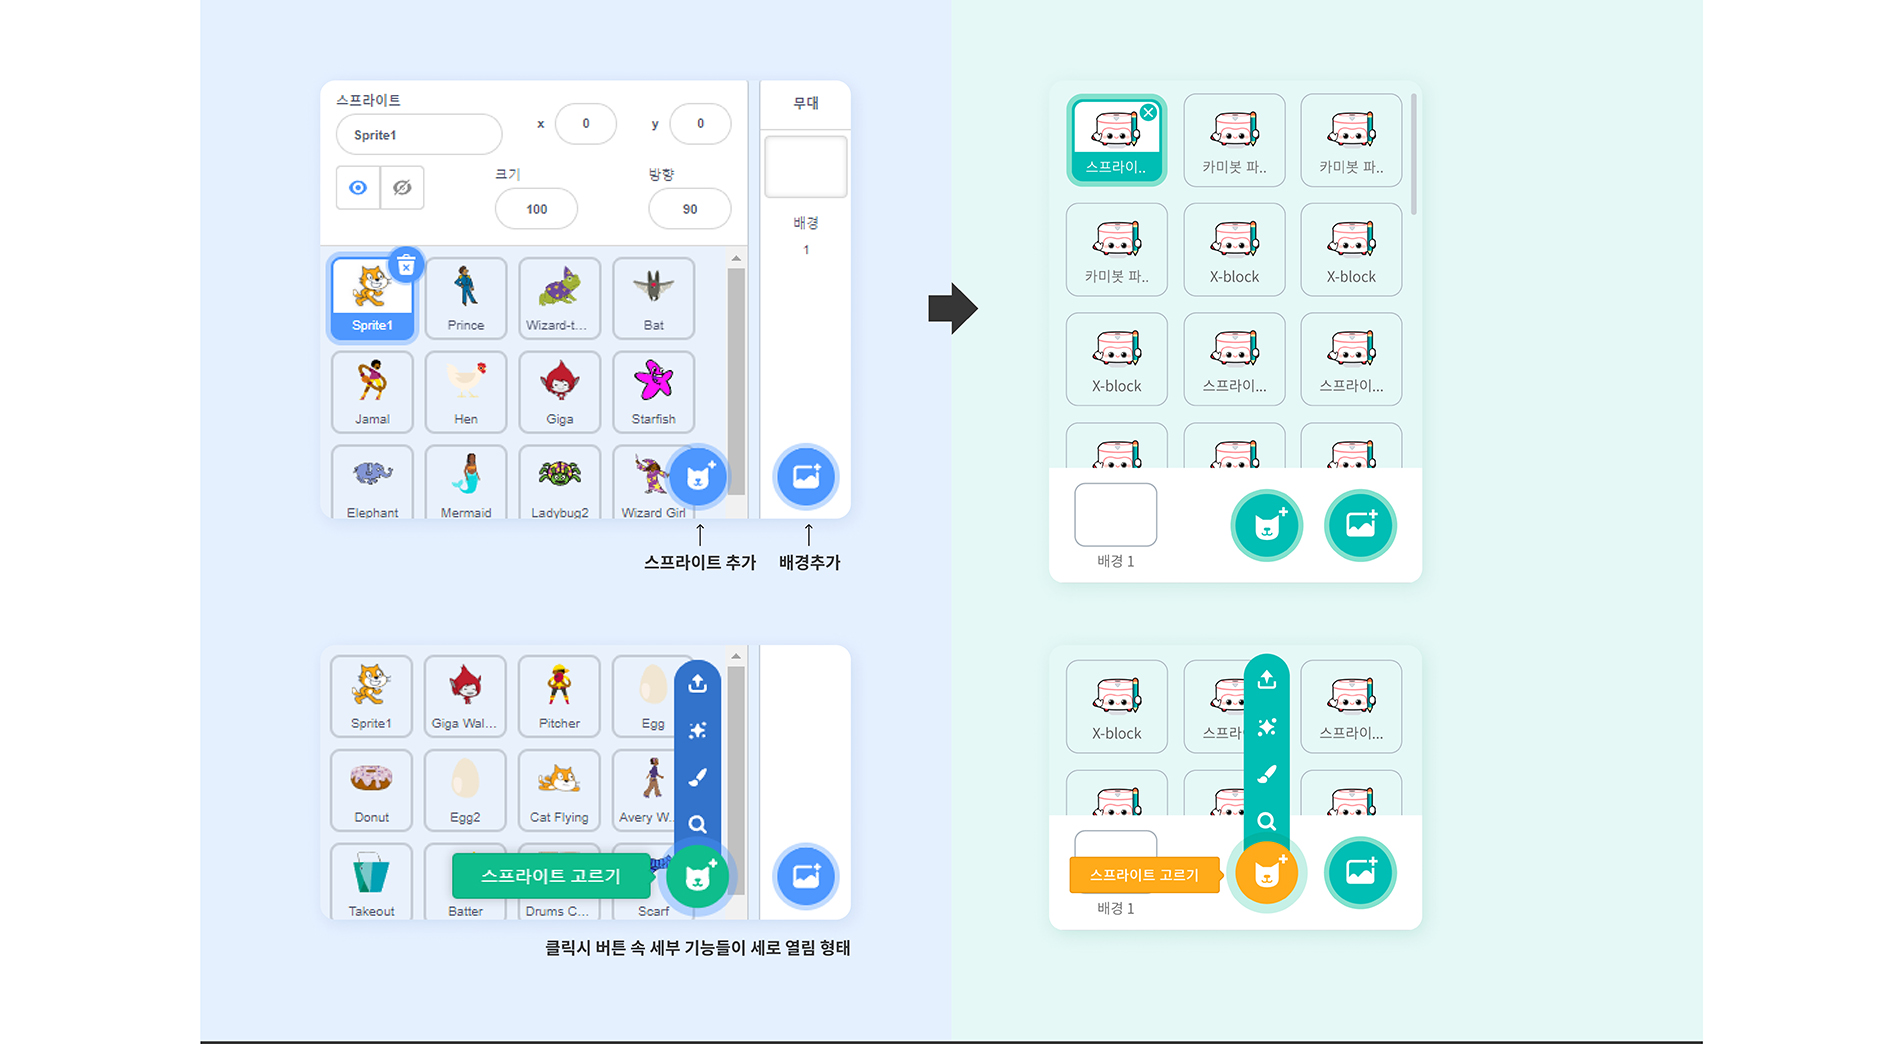 스프라이트
Sprite1
x 0 y 0
크기
100
방향
90
무대
배경
1
Sprite1 Prince Wizard-t... Bat
Jamal Hen Giga Starfish
Elephant Mermaid Ladybug2 Wizard Girl
스프라이트 추가 배경추가
스프라이.. 카미봇 파.. 카미봇 파..
카미봇 파.. X-block X-block
X-block 스프라이... 스프라이...
배경 1
Sprite1 Giga Wal... Pitcher Egg
Donut Egg2 Cat Flying Avery W...
스프라이트 고르기
Takeout Batter Drums C... Scarf
클릭시 버튼 속 세부 기능들이 세로 열림 형태
X-block 스프라 스프라이...
스프라이트 고르기
배경 1